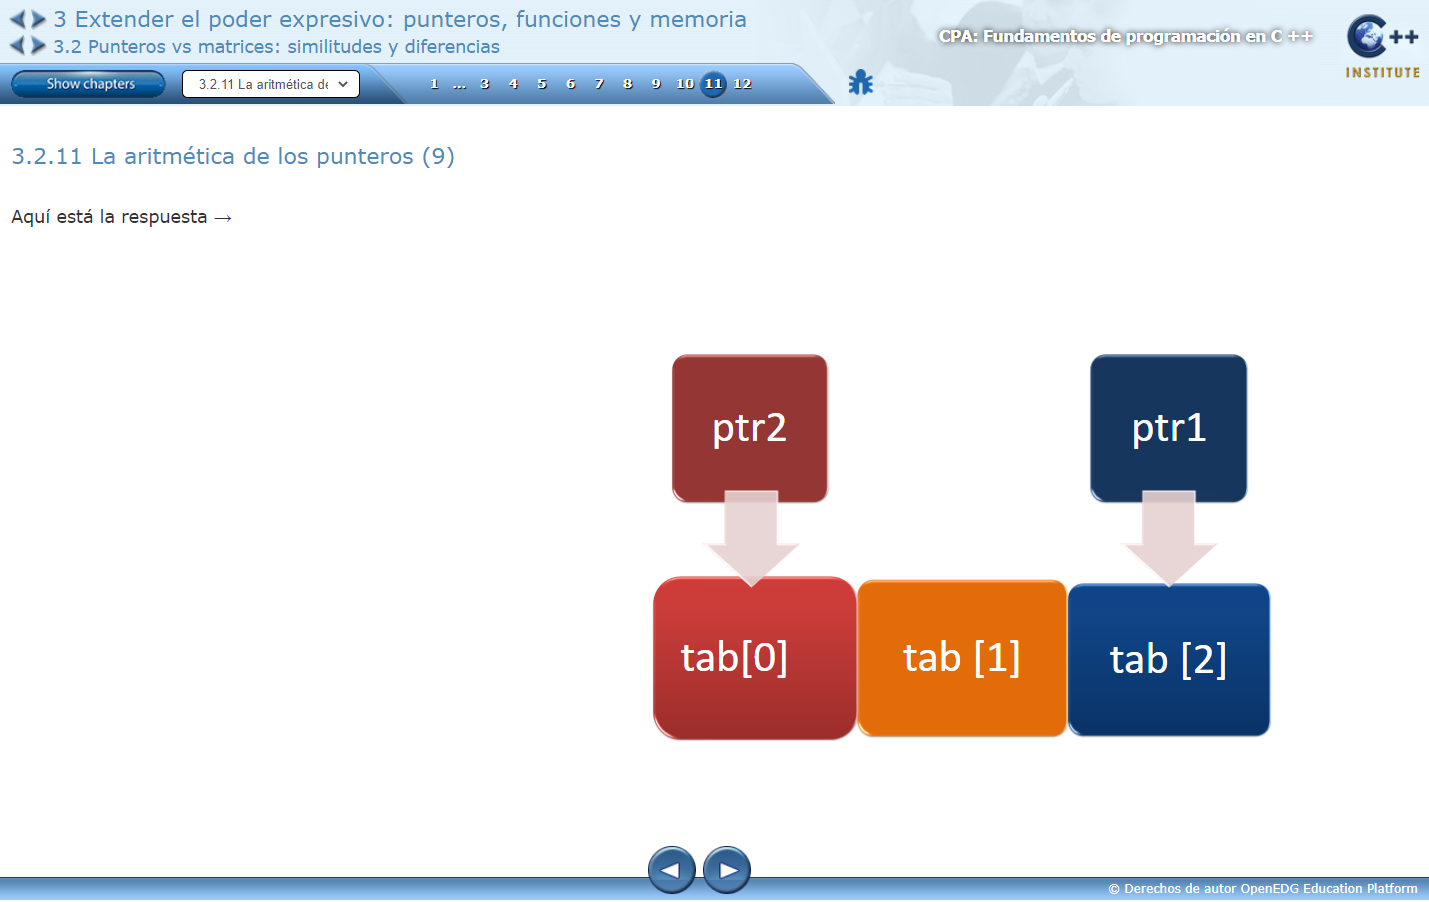 3 Extender el poder expresivo: punteros, funciones y memoria
3.2 Punteros vs matrices: similitudes y diferencias
CPA: Fundamentos de programación en C ++
C++
INSTITUTE
Show chapters
3.2.11 La aritmética de
1 ... 3 4 5 6 7 8 9 10 11 12
3.2.11 La aritmética de los punteros (9)
Aquí está la respuesta →
ptr2
ptr1
tab[0]
tab [1]
tab [2]
© Derechos de autor OpenEDG Education Platform